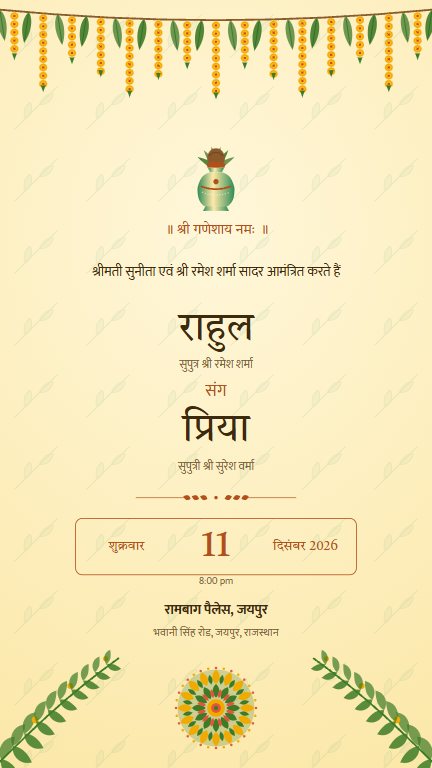 ॥ श्री गणेशाय नमः ॥
श्रीमती सुनीता एवं श्री रमेश शर्मा सादर आमंत्रित करते हैं
राहुल
सुपुत्र श्री रमेश शर्मा
संग
प्रिया
सुपुत्री श्री सुरेश वर्मा
शुक्रवार 11 दिसंबर 2026
8:00 pm
रामबाग पैलेस, जयपुर
भवानी सिंह रोड, जयपुर, राजस्थान